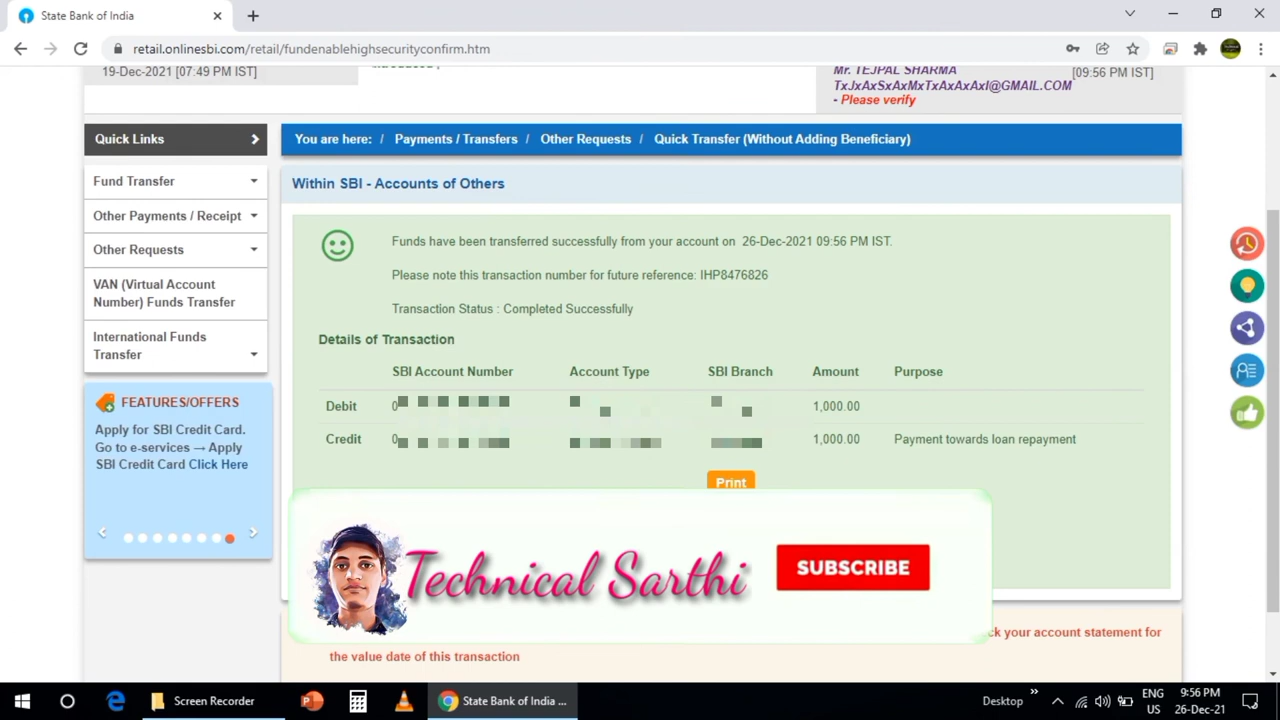 State Bank of India
retail.onlinesbi.com/retail/fundenablehighsecurityconfirm.htm
19-Dec-2021 [07:49 PM IST]
Mr. TEJPAL SHARMA
[09:56 PM IST]
TxJxAxSxAxMxTxAxAxAxI@GMAIL.COM
- Please verify
Quick Links
You are here: / Payments / Transfers / Other Requests / Quick Transfer (Without Adding Beneficiary)
Fund Transfer
Other Payments / Receipt
Other Requests
VAN (Virtual Account
Number) Funds Transfer
International Funds
Transfer
FEATURES/OFFERS
Apply for SBI Credit Card.
Go to e-services → Apply
SBI Credit Card Click Here
Within SBI - Accounts of Others
Funds have been transferred successfully from your account on 26-Dec-2021 09:56 PM IST.
Please note this transaction number for future reference: IHP8476826
Transaction Status : Completed Successfully
Details of Transaction
SBI Account Number Account Type SBI Branch Amount Purpose
Debit 0 1,000.00
Credit 0 1,000.00 Payment towards loan repayment
Print
Technical Sarthi
SUBSCRIBE
your account statement for
the value date of this transaction
Screen Recorder
State Bank of India ...
Desktop
ENG
US
9:56 PM
26-Dec-21